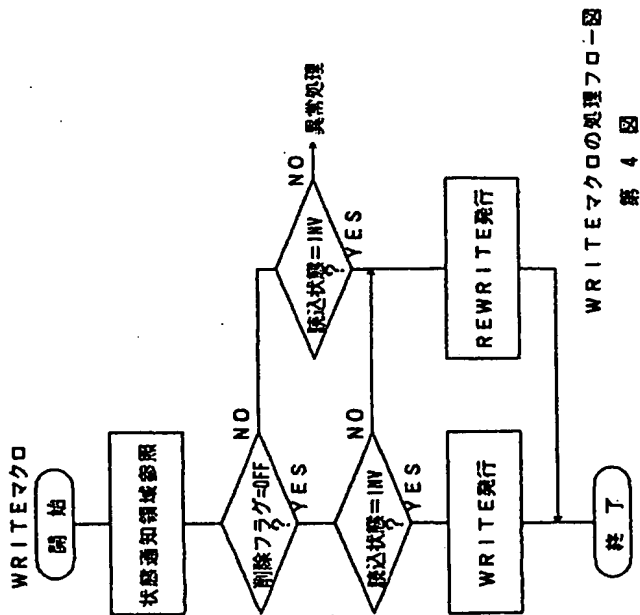 WRITEマクロ
開始
状態通知領域参照
削除フラグ=OFF
?
NO
YES
読込状態=INV
?
NO
異常処理
YES
読込状態=INV
?
NO
YES
WRITE発行
REWRITE発行
終了
WRITEマクロの処理フロー図
第 4 図